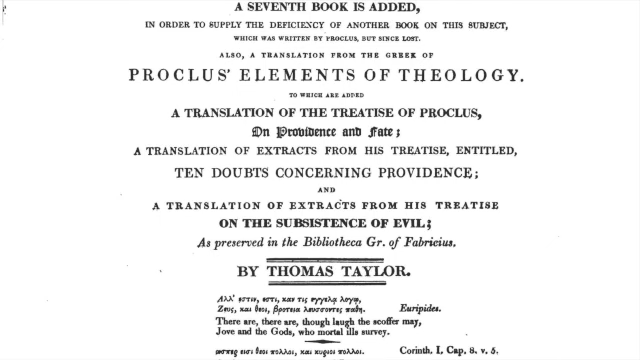 A SEVENTH BOOK IS ADDED,
IN ORDER TO SUPPLY THE DEFICIENCY OF ANOTHER BOOK ON THIS SUBJECT,
WHICH WAS WRITTEN BY PROCLUS, BUT SINCE LOST.
ALSO, A TRANSLATION FROM THE GREEK OF
PROCLUS' ELEMENTS OF THEOLOGY.
TO WHICH ARE ADDED
A TRANSLATION OF THE TREATISE OF PROCLUS,
On Providence and Fate;
A TRANSLATION OF EXTRACTS FROM HIS TREATISE, ENTITLED,
TEN DOUBTS CONCERNING PROVIDENCE;
AND
A TRANSLATION OF EXTRACTS FROM HIS TREATISE
ON THE SUBSISTENCE OF EVIL;
As preserved in the Bibliotheca Gr. of Fabricius.
BY THOMAS TAYLOR.
Αλλ' εστιν, εστι, καν τις εγγελα λογω,
Ζευς, και θεοι, βροτεια λευσσοντες παθη. Euripides.
There are, there are, though laugh the scoffer may,
Jove and the Gods, who mortal ills survey.
ωσπερ εισι θεοι πολλοι, και κυριοι πολλοι. Corinth. I. Cap. 8. v. 5.